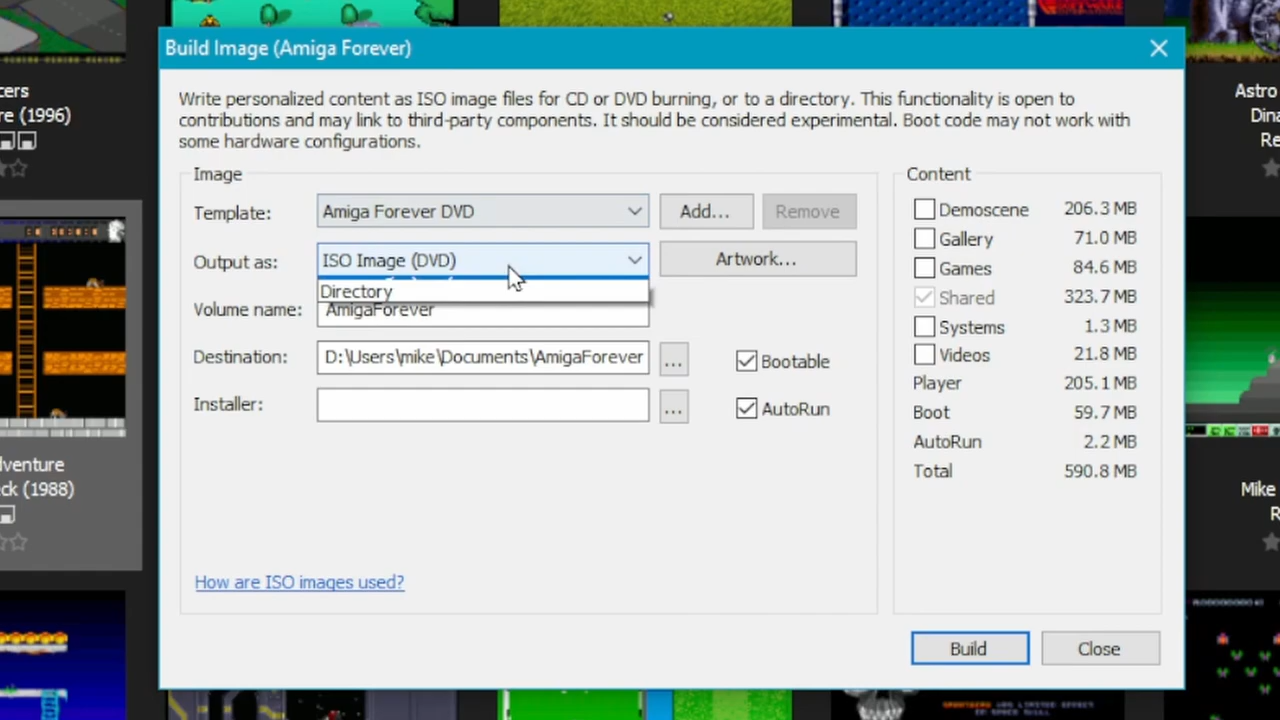 Build Image (Amiga Forever)
Write personalized content as ISO image files for CD or DVD burning, or to a directory. This functionality is open to
contributions and may link to third-party components. It should be considered experimental. Boot code may not work with
some hardware configurations.
Image
Template:
Amiga Forever DVD
Add...
Remove
Output as:
ISO Image (DVD)
Artwork...
Directory
Volume name:
AmigaForever
Destination:
D:\Users\mike\Documents\AmigaForever
...
Bootable
Installer:
...
AutoRun
How are ISO images used?
Content
Demoscene 206.3 MB
Gallery 71.0 MB
Games 84.6 MB
Shared 323.7 MB
Systems 1.3 MB
Videos 21.8 MB
Player 205.1 MB
Boot 59.7 MB
AutoRun 2.2 MB
Total 590.8 MB
Build
Close
cers
re (1996)
dventure
ck (1988)
Astro
Dina
Re
Mike
R